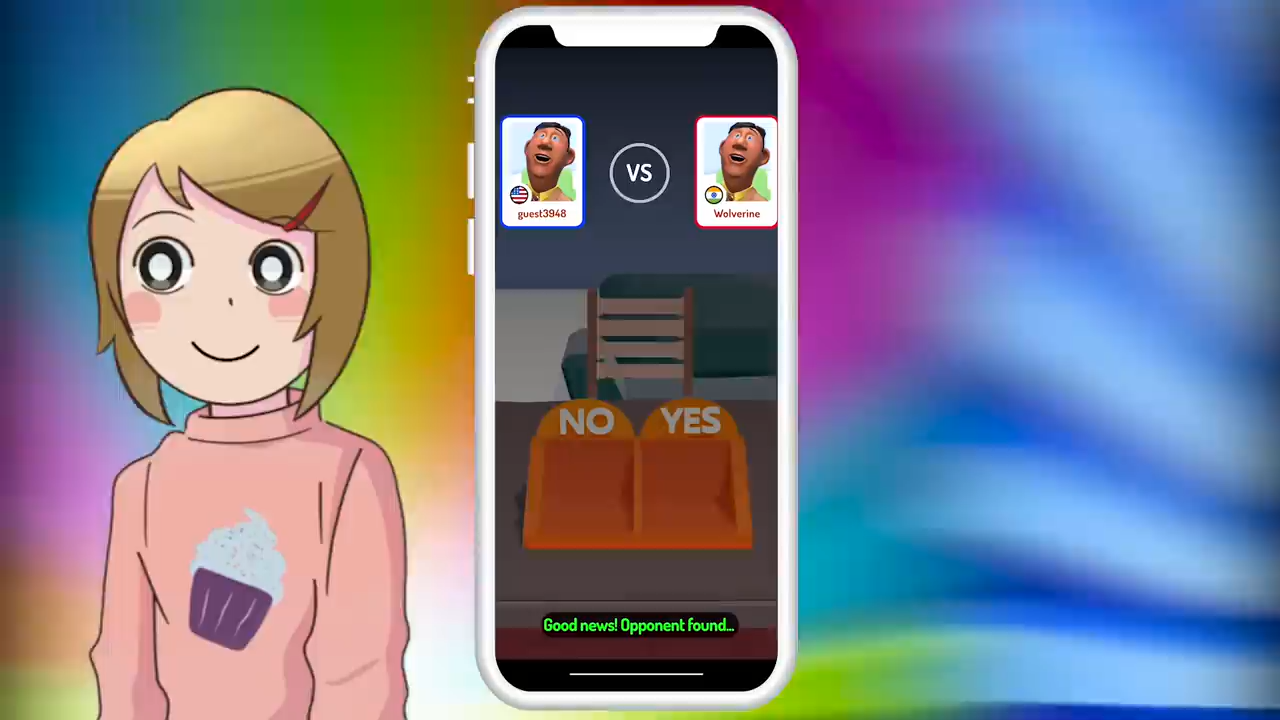 VS
guest3948
Wolverine
NO
YES
Good news! Opponent found...